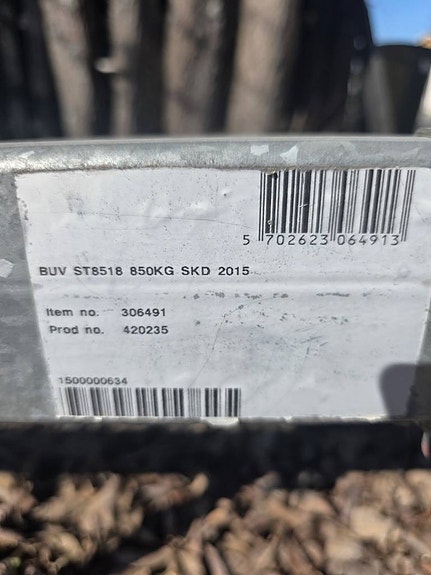 5 702623 064913
BUV ST8518 850KG SKD 2015
Item no. 306491
Prod no. 420235
1500000634